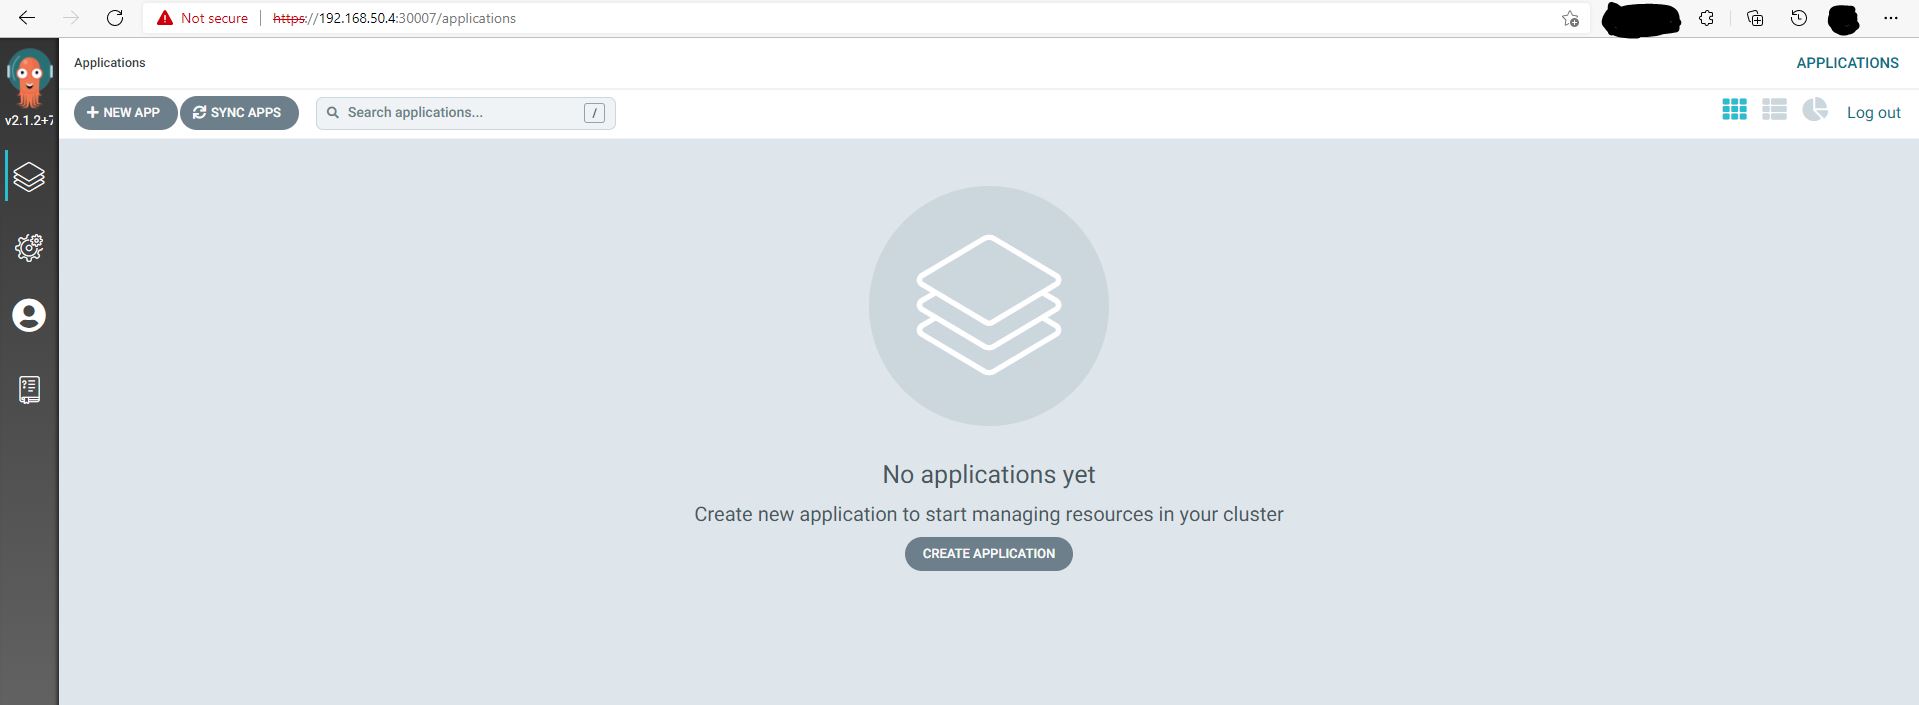 Not secure https://192.168.50.4:30007/applications
Applications APPLICATIONS
NEW APP SYNC APPS Search applications... / Log out
v2.1.2+7
No applications yet
Create new application to start managing resources in your cluster
CREATE APPLICATION